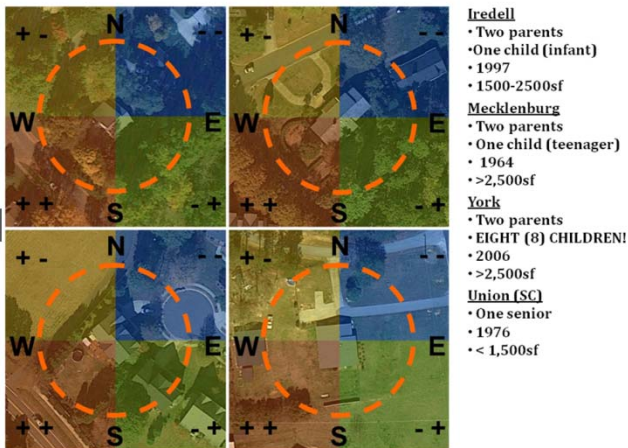 + -
N
- -
W
E
+ +
S
- +
+ -
N
- -
W
E
+ +
S
- +
+ -
N
- -
W
E
+ +
S
- +
+ -
N
- -
W
E
+ +
S
- +
Iredell
• Two parents
•One child (infant)
• 1997
• 1500-2500sf
Mecklenburg
• Two parents
• One child (teenager)
• 1964
• >2,500sf
York
• Two parents
• EIGHT (8) CHILDREN!
• 2006
• >2,500sf
Union (SC)
• One senior
• 1976
• < 1,500sf